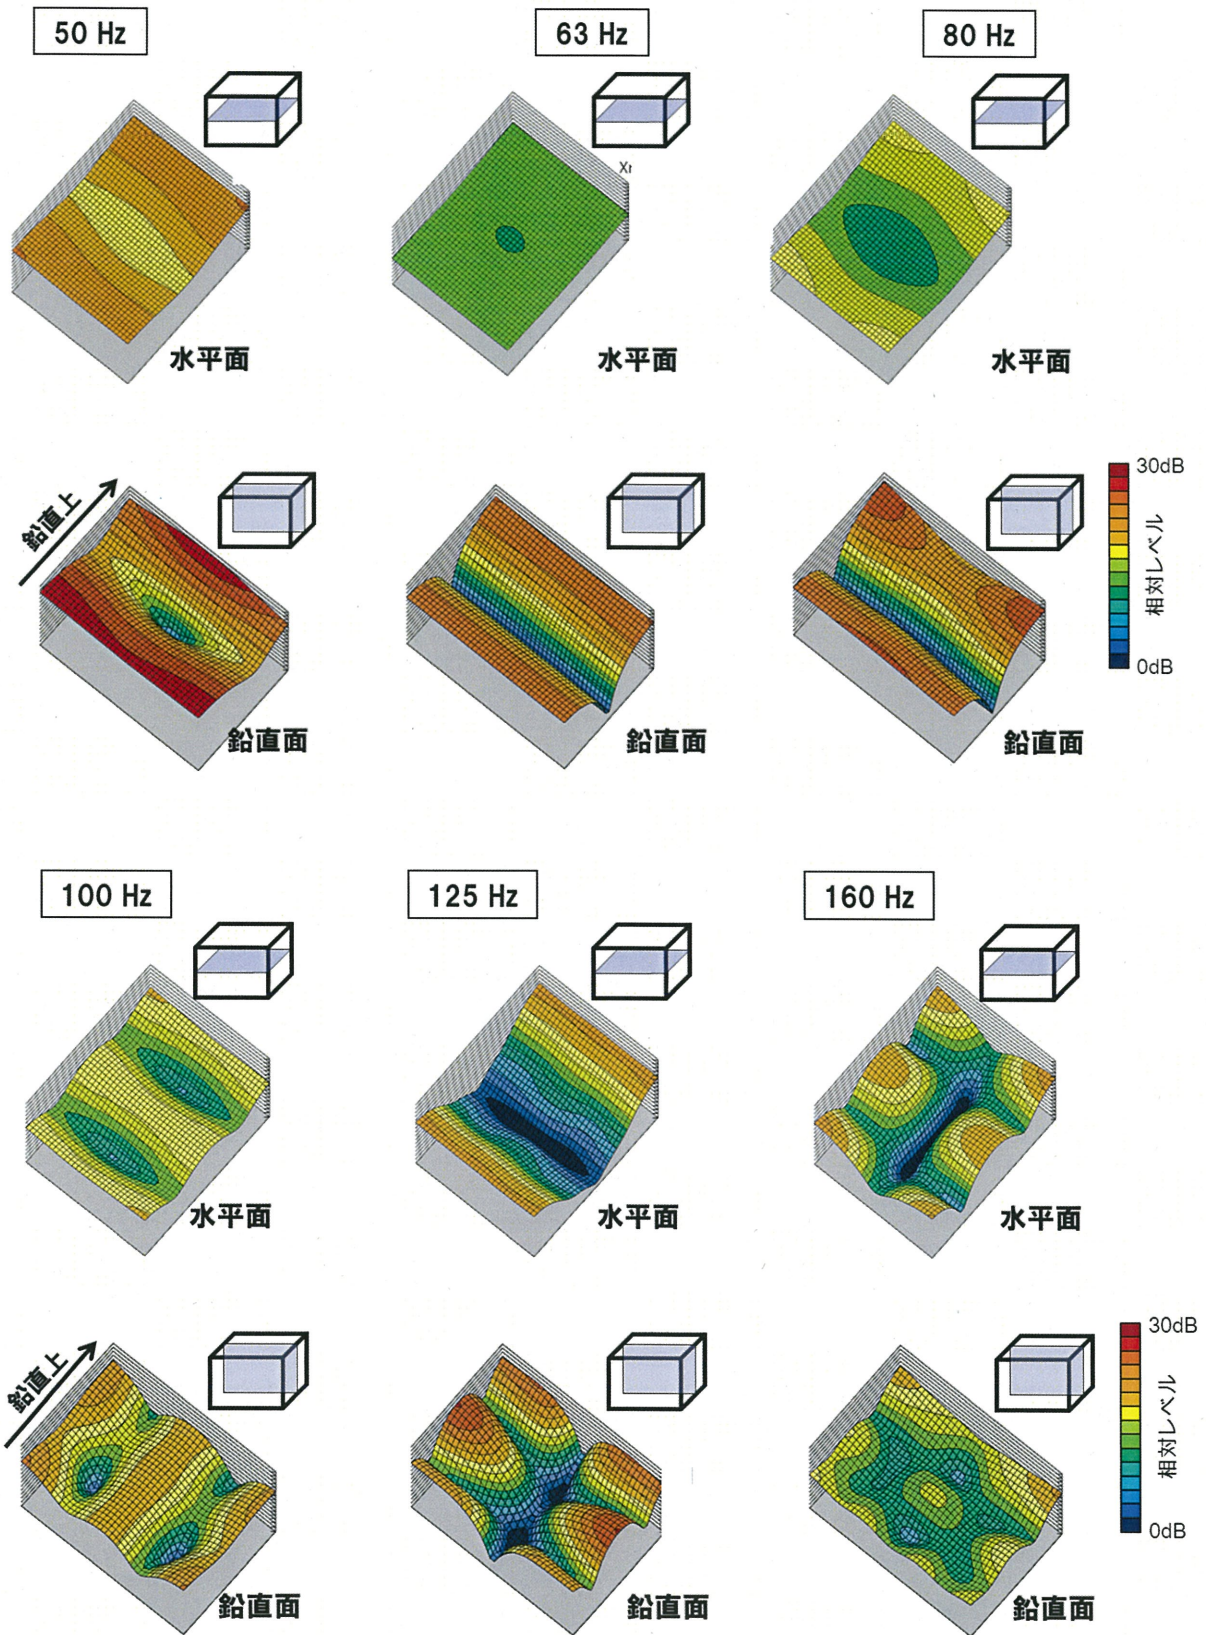 50 Hz
63 Hz
80 Hz
Xr
水平面
水平面
水平面
鉛直上
30dB
相対レベル
0dB
鉛直面
鉛直面
鉛直面
100 Hz
125 Hz
160 Hz
水平面
水平面
水平面
鉛直上
30dB
相対レベル
0dB
鉛直面
鉛直面
鉛直面